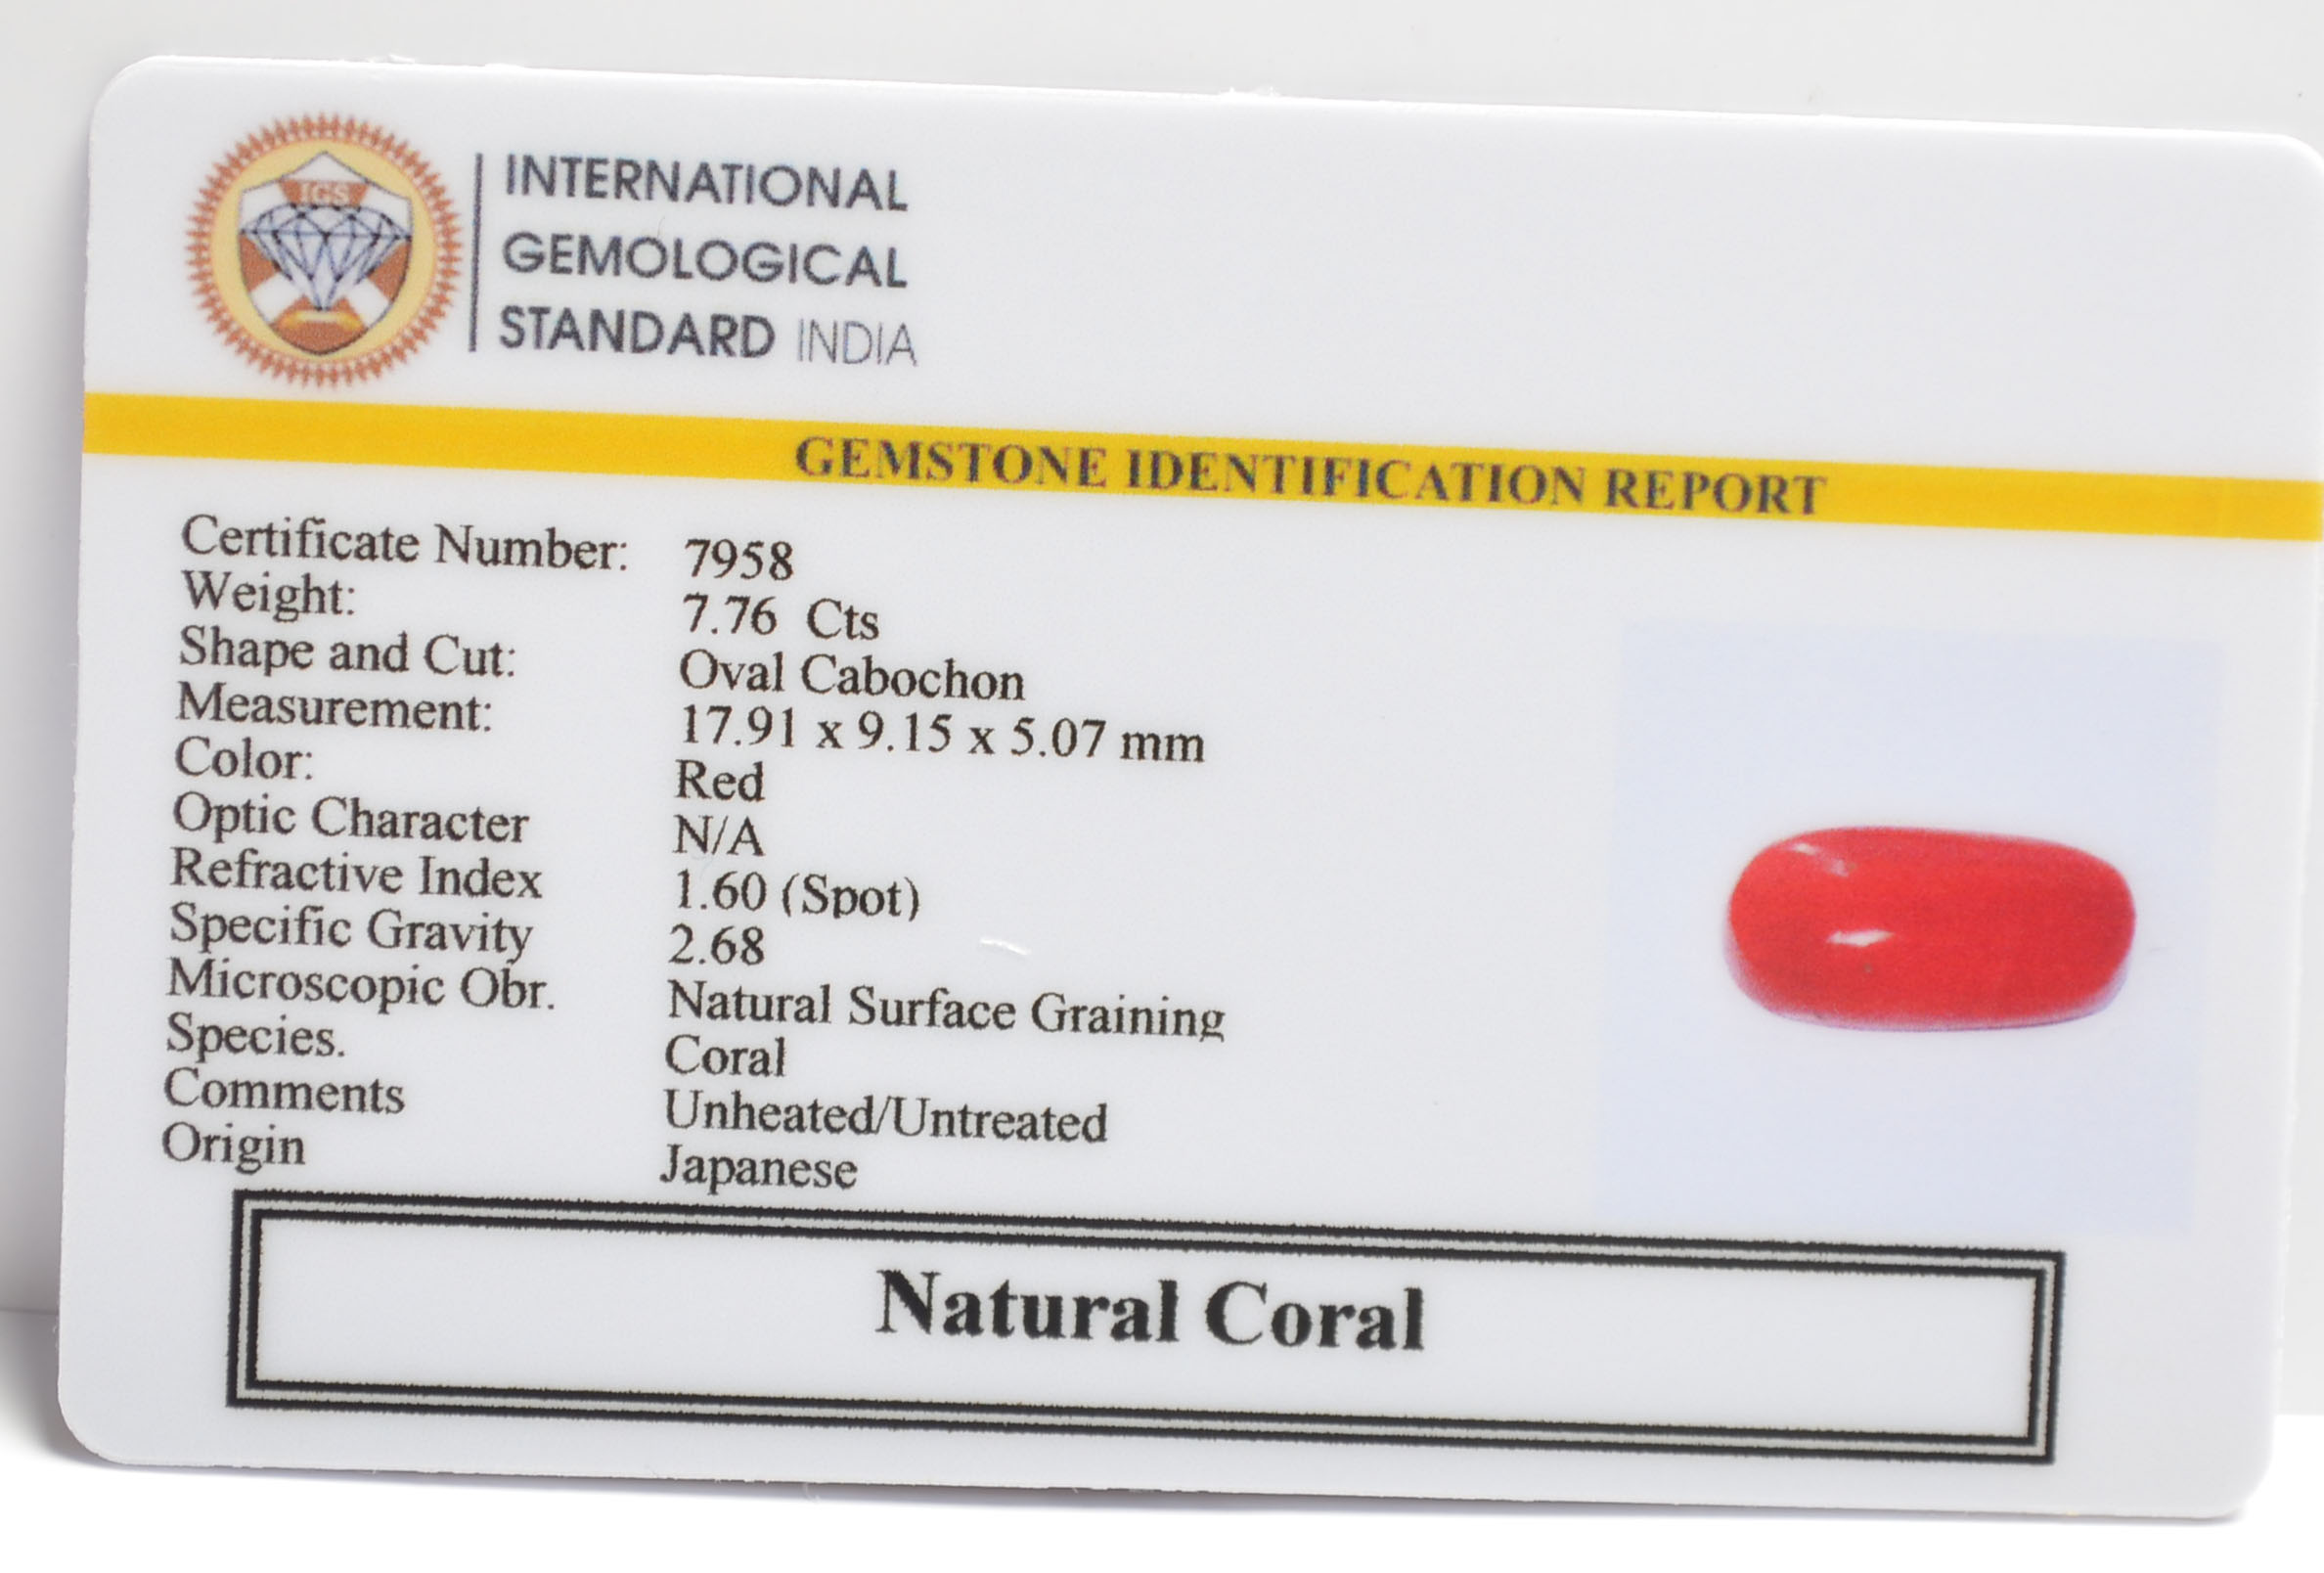 IGS
INTERNATIONAL
GEMOLOGICAL
STANDARD INDIA
GEMSTONE IDENTIFICATION REPORT
Certificate Number: 7958
Weight: 7.76 Cts
Shape and Cut: Oval Cabochon
Measurement: 17.91 x 9.15 x 5.07 mm
Color: Red
Optic Character N/A
Refractive Index 1.60 (Spot)
Specific Gravity 2.68
Microscopic Obr. Natural Surface Graining
Species. Coral
Comments Unheated/Untreated
Origin Japanese
Natural Coral